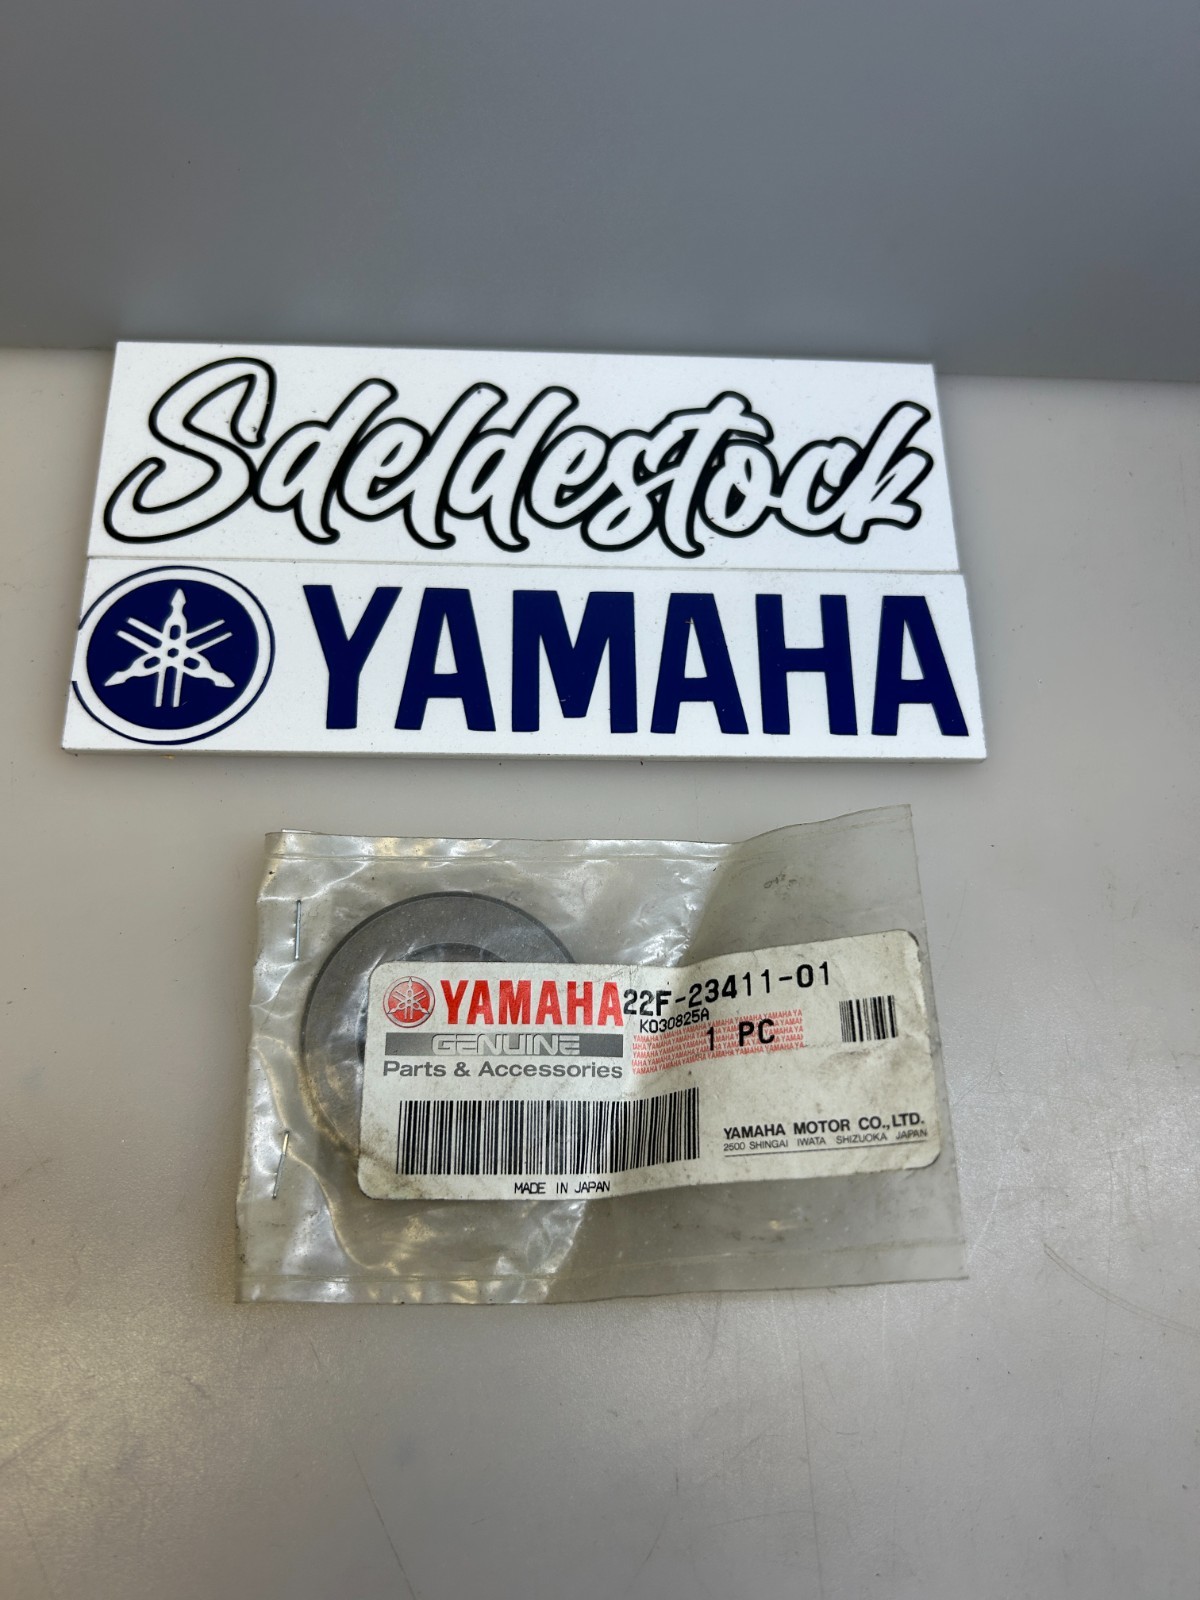 Sdeldestock
YAMAHA
YAMAHA 22F-23411-01
K030825A
GENUINE
1 PC
Parts & Accessories
YAMAHA MOTOR CO.,LTD.
2500 SHINGAI IWATA SHIZUOKA JAPAN
MADE IN JAPAN